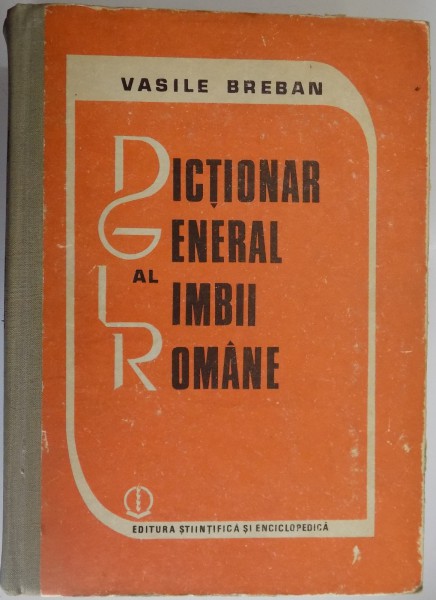 VASILE BREBAN
DICȚIONAR
GENERAL
AL
LIMBII
ROMÂNE
EDITURA ȘTIINȚIFICĂ ȘI ENCICLOPEDICĂ